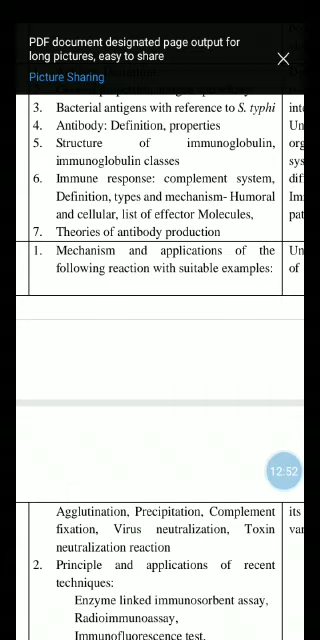 PDF document designated page output for
long pictures, easy to share
Picture Sharing
3. Bacterial antigens with reference to S. typhi
4. Antibody: Definition, properties
5. Structure of immunoglobulin,
immunoglobulin classes
6. Immune response: complement system,
Definition, types and mechanism- Humoral
and cellular, list of effector Molecules,
7. Theories of antibody production
1. Mechanism and applications of the
following reaction with suitable examples:
Un
of
12:52
Agglutination, Precipitation, Complement
fixation, Virus neutralization, Toxin
neutralization reaction
2. Principle and applications of recent
techniques:
Enzyme linked immunosorbent assay,
Radioimmunoassay,
Immunofluorescence test,
its
var